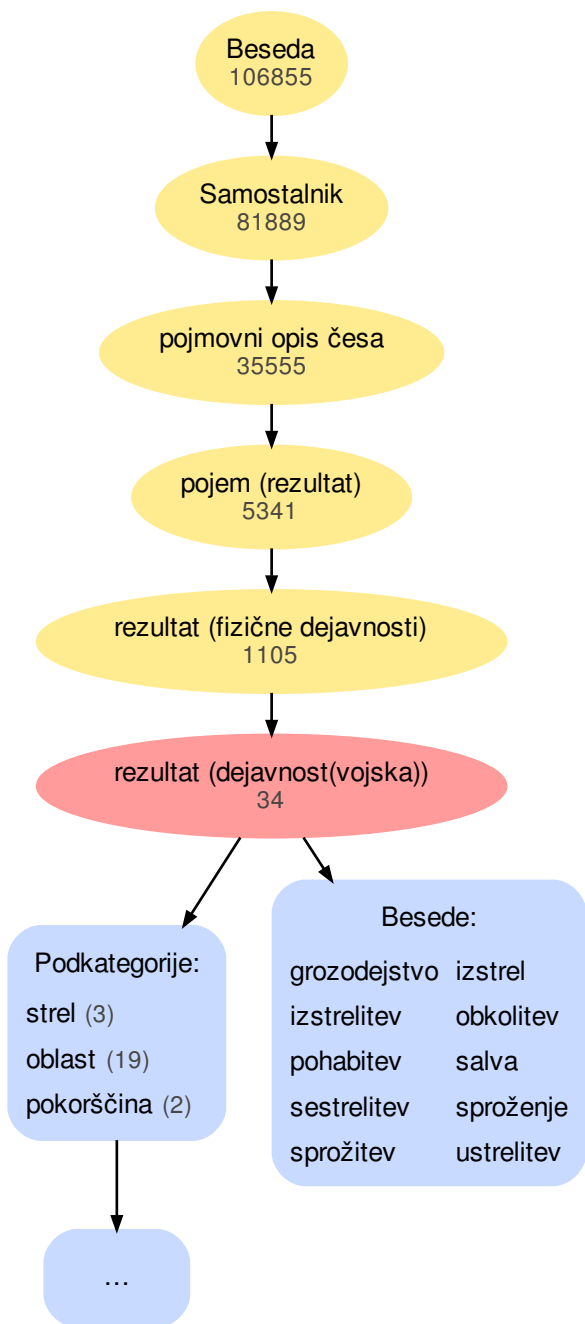 Beseda
106855
Samostalnik
81889
pojmovni opis česa
35555
pojem (rezultat)
5341
rezultat (fizične dejavnosti)
1105
rezultat (dejavnost(vojska))
34
Podkategorije:
strel (3)
oblast (19)
pokorščina (2)
...
Besede:
grozodejstvo izstrel
izstrelitev obkolitev
pohabitev salva
sestrelitev sproženje
sprožitev ustrelitev